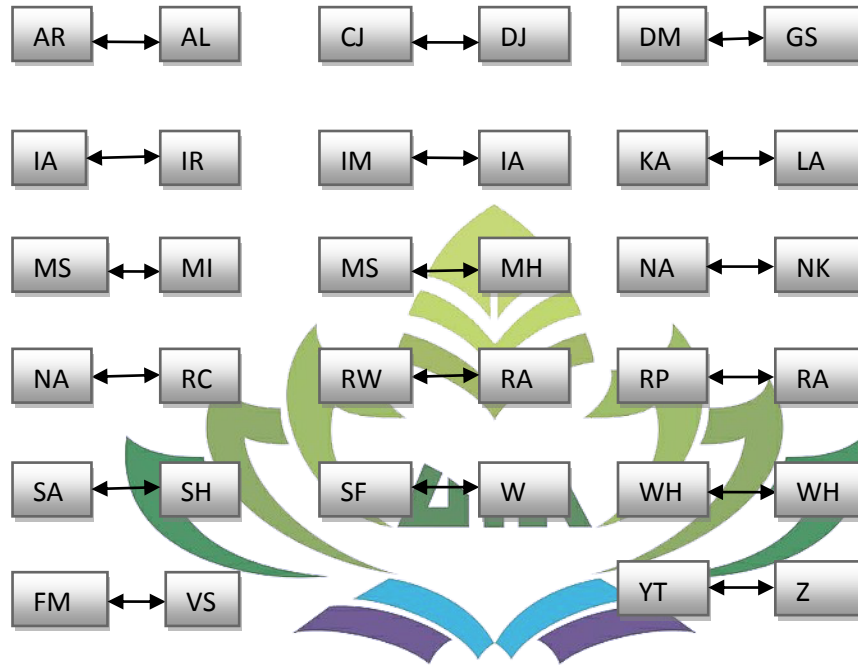 AR AL CJ DJ DM GS
IA IR IM IA KA LA
MS MI MS MH NA NK
NA RC RW RA RP RA
SA SH SF W WH WH
FM VS YT Z